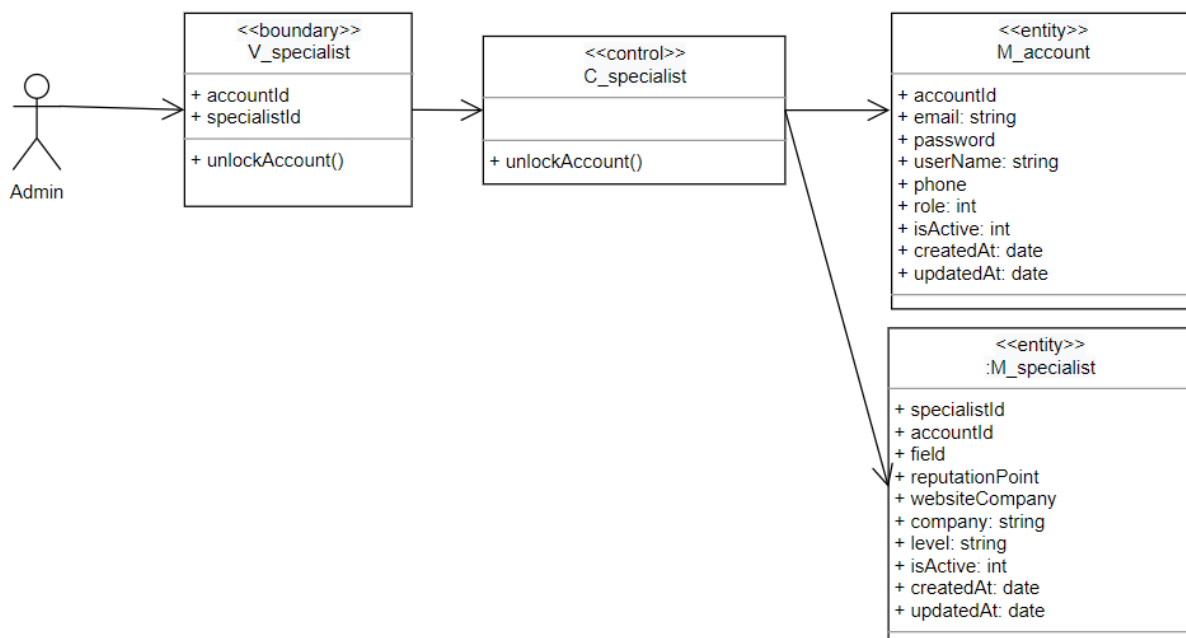 Admin
<<boundary>>
V_specialist
+ accountId
+ specialistId
+ unlockAccount()
<<control>>
C_specialist
+ unlockAccount()
<<entity>>
M_account
+ accountId
+ email: string
+ password
+ userName: string
+ phone
+ role: int
+ isActive: int
+ createdAt: date
+ updatedAt: date
<<entity>>
:M_specialist
+ specialistId
+ accountId
+ field
+ reputationPoint
+ websiteCompany
+ company: string
+ level: string
+ isActive: int
+ createdAt: date
+ updatedAt: date